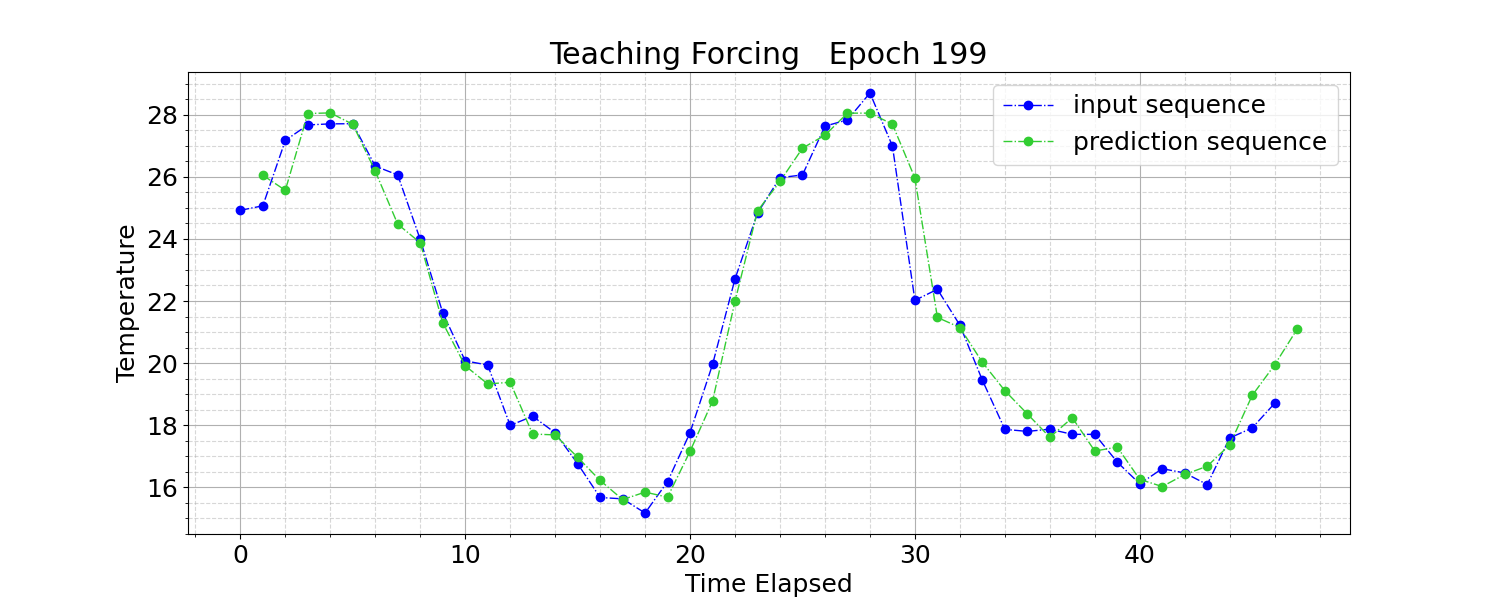 Teaching Forcing   Epoch 199
input sequence
prediction sequence
28
26
24
22
20
18
16
Temperature
0 10 20 30 40
Time Elapsed